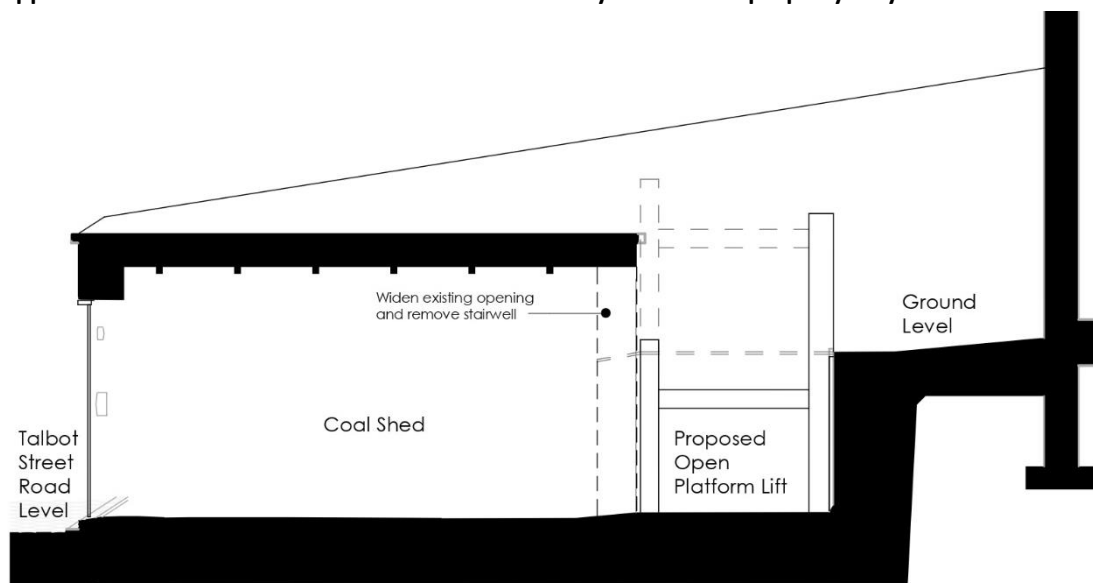 Widen existing opening
and remove stairwell
Ground
Level
Coal Shed
Talbot
Street
Road
Level
Proposed
Open
Platform Lift